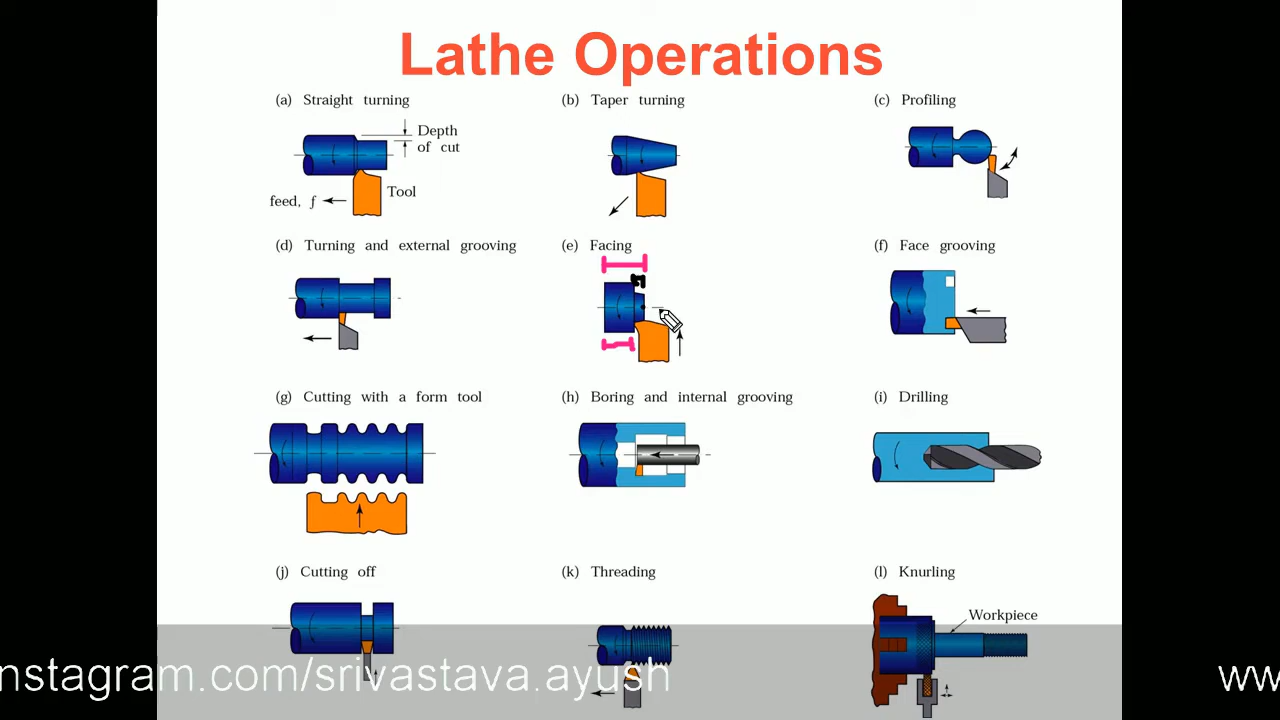 Lathe Operations
(a) Straight turning
(b) Taper turning
(c) Profiling
Depth
of cut
Tool
feed, f
(d) Turning and external grooving
(e) Facing
(f) Face grooving
(g) Cutting with a form tool
(h) Boring and internal grooving
(i) Drilling
(j) Cutting off
(k) Threading
(l) Knurling
Workpiece
nstagram.com/srivastava.ayush
ww